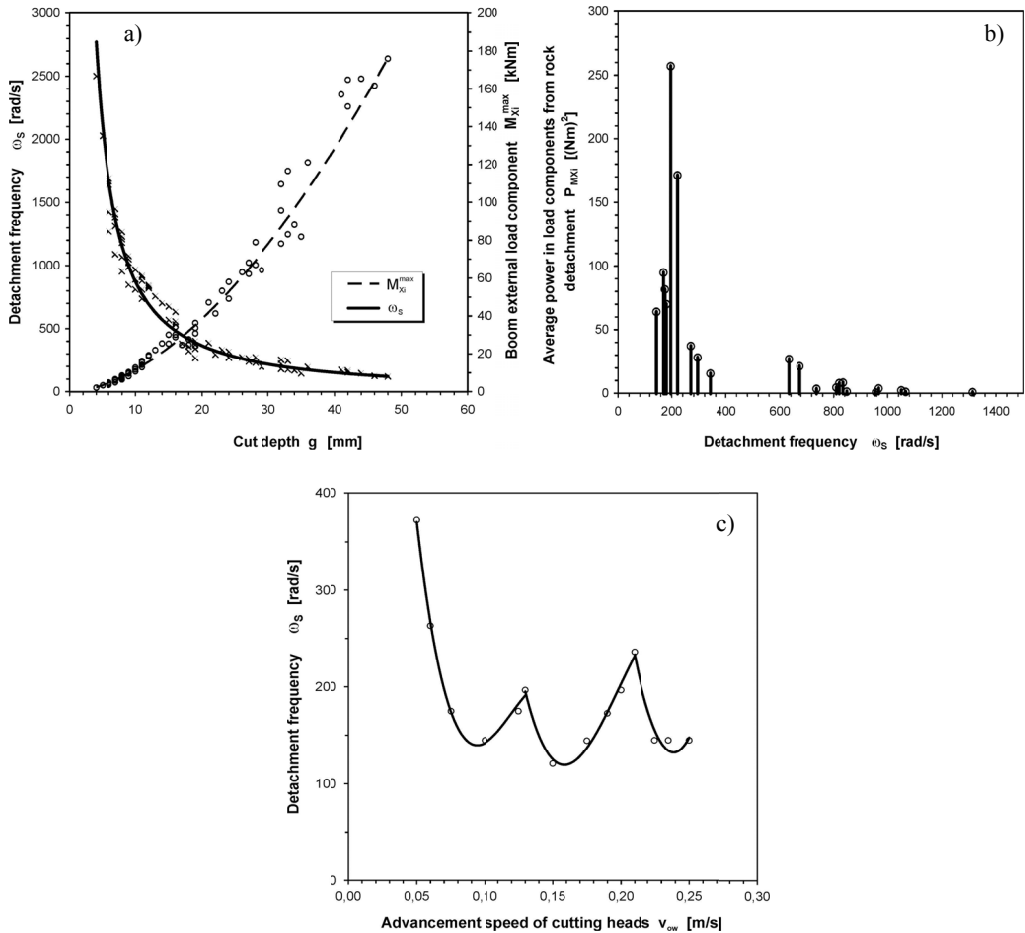 a)
3000
2500
2000
1500
1000
500
0
Detachment frequency ωS [rad/s]
200
180
160
140
120
100
80
60
40
20
0
Boom external load component MXi max [kNm]
MXi max
ωS
0 10 20 30 40 50 60
Cut depth g [mm]
b)
300
250
200
150
100
50
0
Average power in load components from rock
detachment PMXi [(Nm)2]
0 200 400 600 800 1000 1200 1400
Detachment frequency ωS [rad/s]
c)
400
300
200
100
0
Detachment frequency ωS [rad/s]
0,00 0,05 0,10 0,15 0,20 0,25 0,30
Advancement speed of cutting heads vow [m/s]